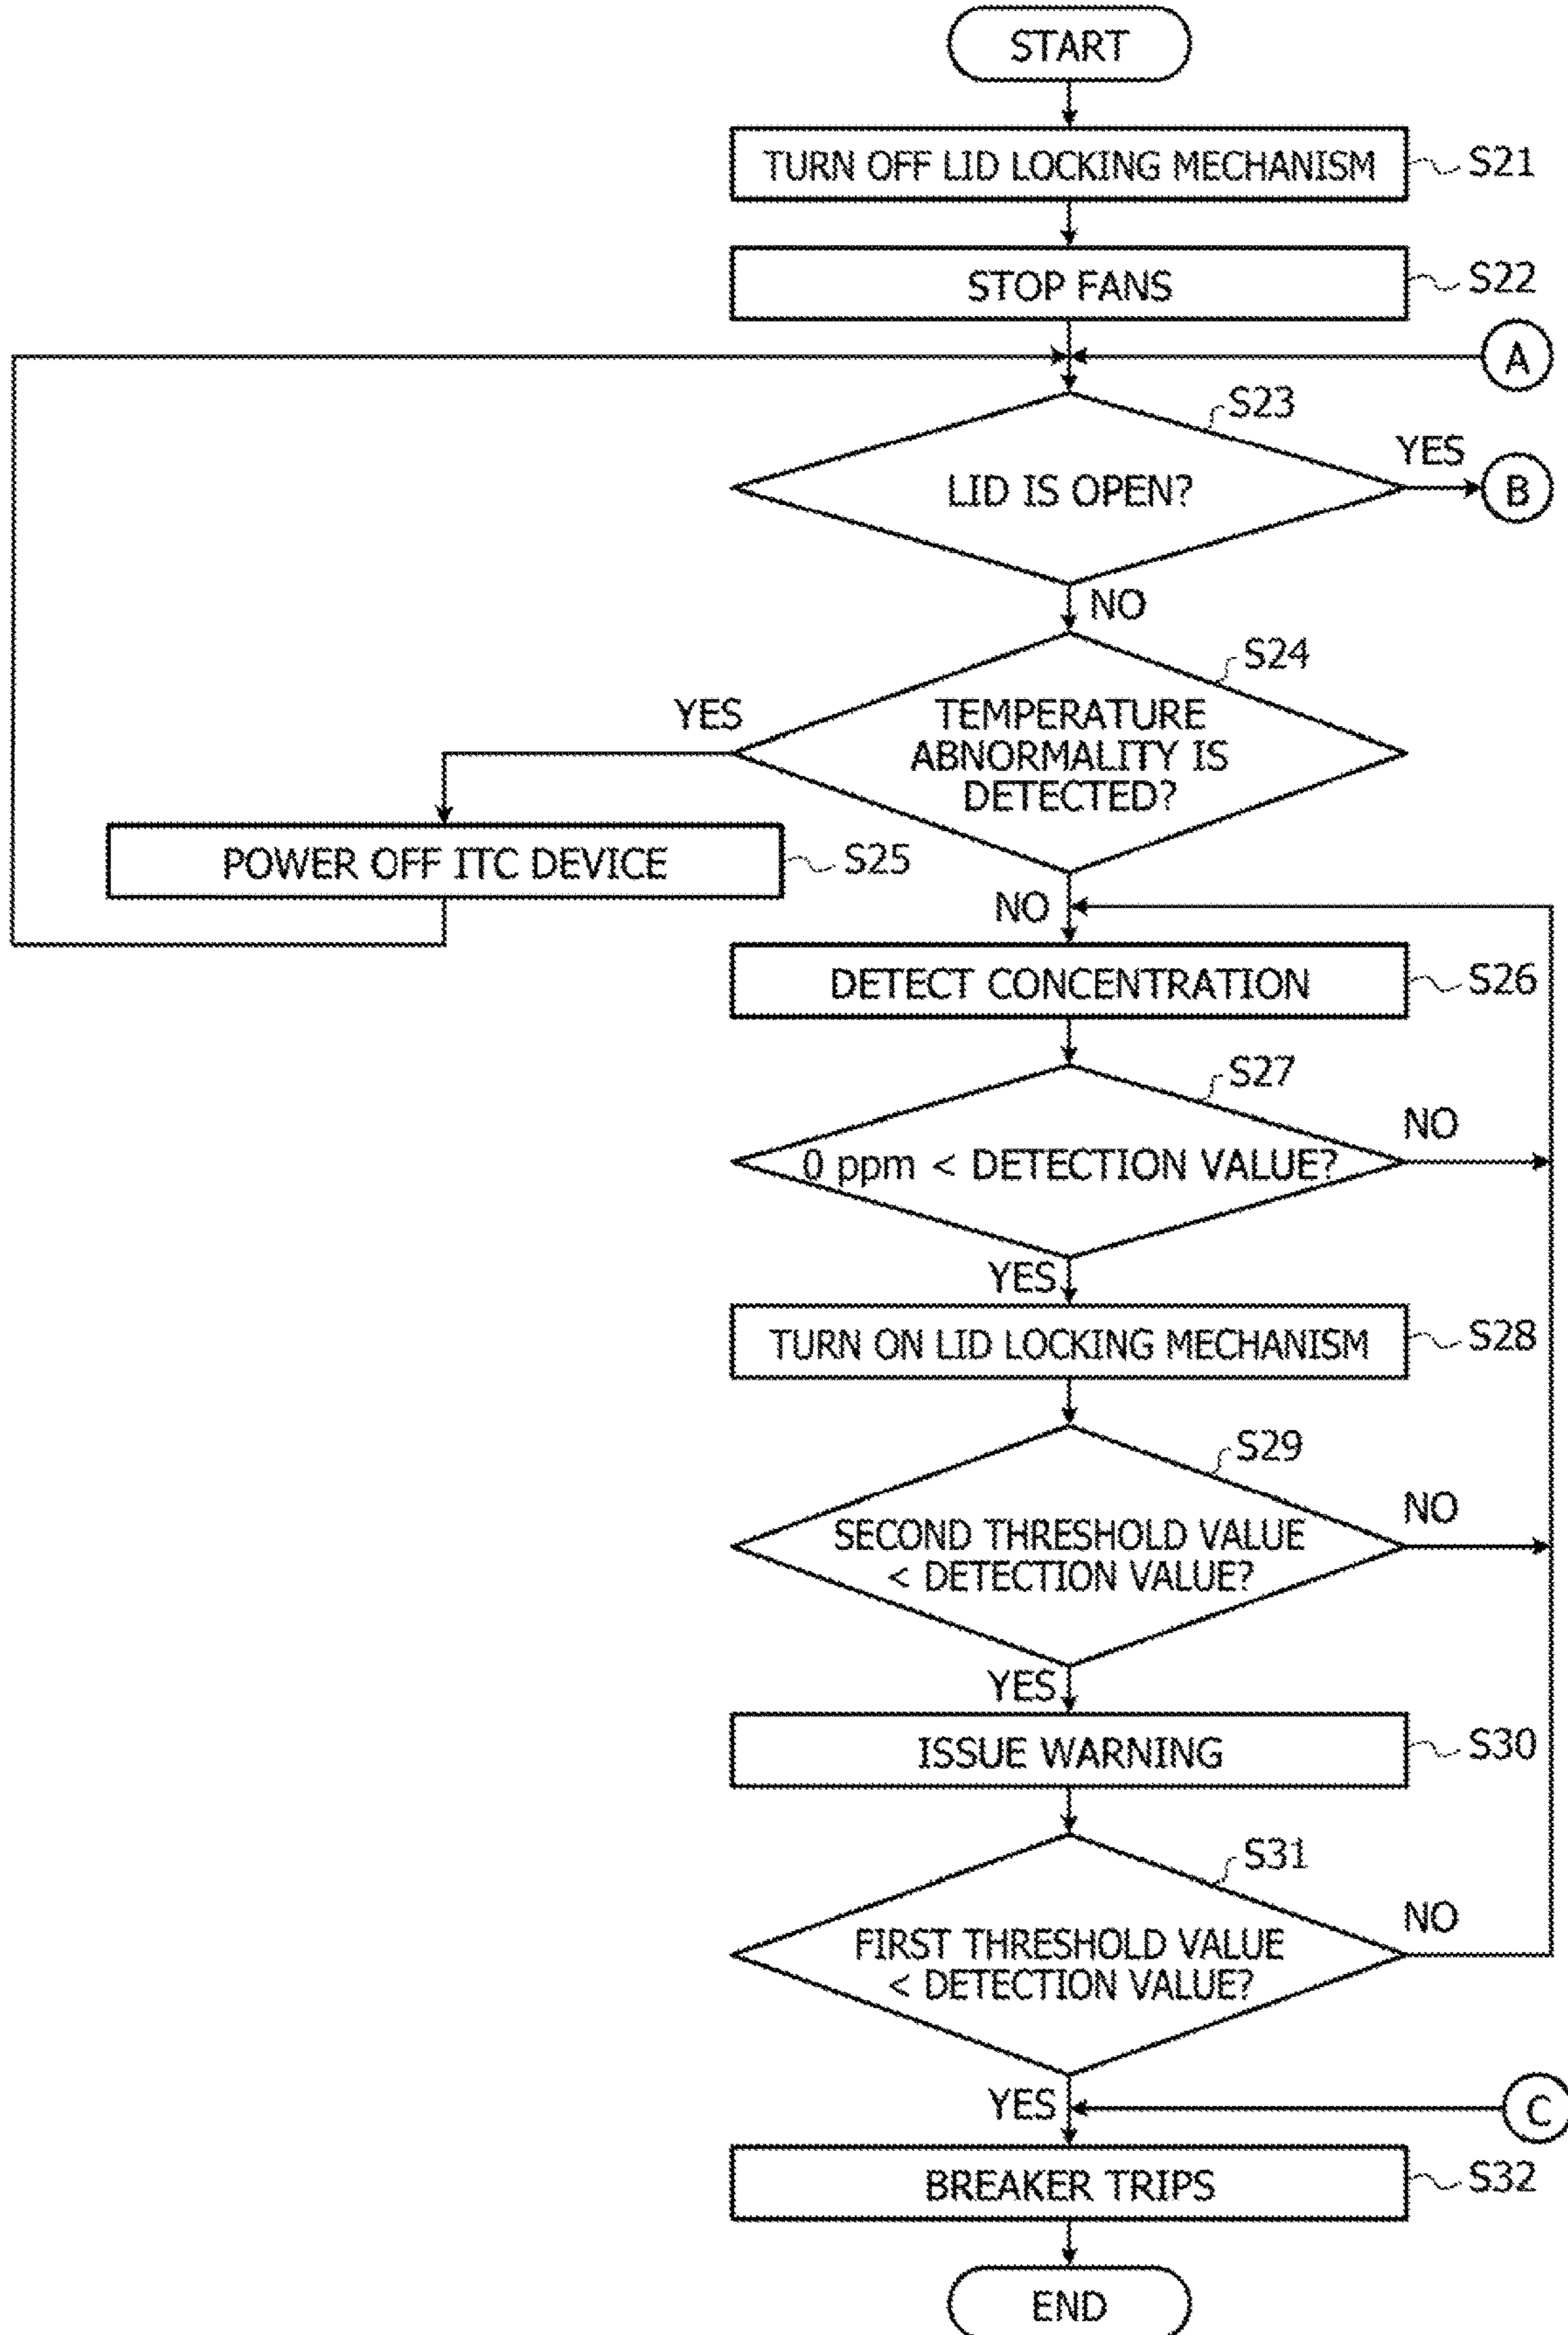 START
TURN OFF LID LOCKING MECHANISM
S21
STOP FANS
S22
A
S23
LID IS OPEN?
YES
B
NO
S24
YES
TEMPERATURE
ABNORMALITY IS
DETECTED?
POWER OFF ITC DEVICE
S25
NO
DETECT CONCENTRATION
S26
S27
0 ppm < DETECTION VALUE?
NO
YES
TURN ON LID LOCKING MECHANISM
S28
S29
SECOND THRESHOLD VALUE
< DETECTION VALUE?
NO
YES
ISSUE WARNING
S30
S31
FIRST THRESHOLD VALUE
< DETECTION VALUE?
NO
YES
C
BREAKER TRIPS
S32
END